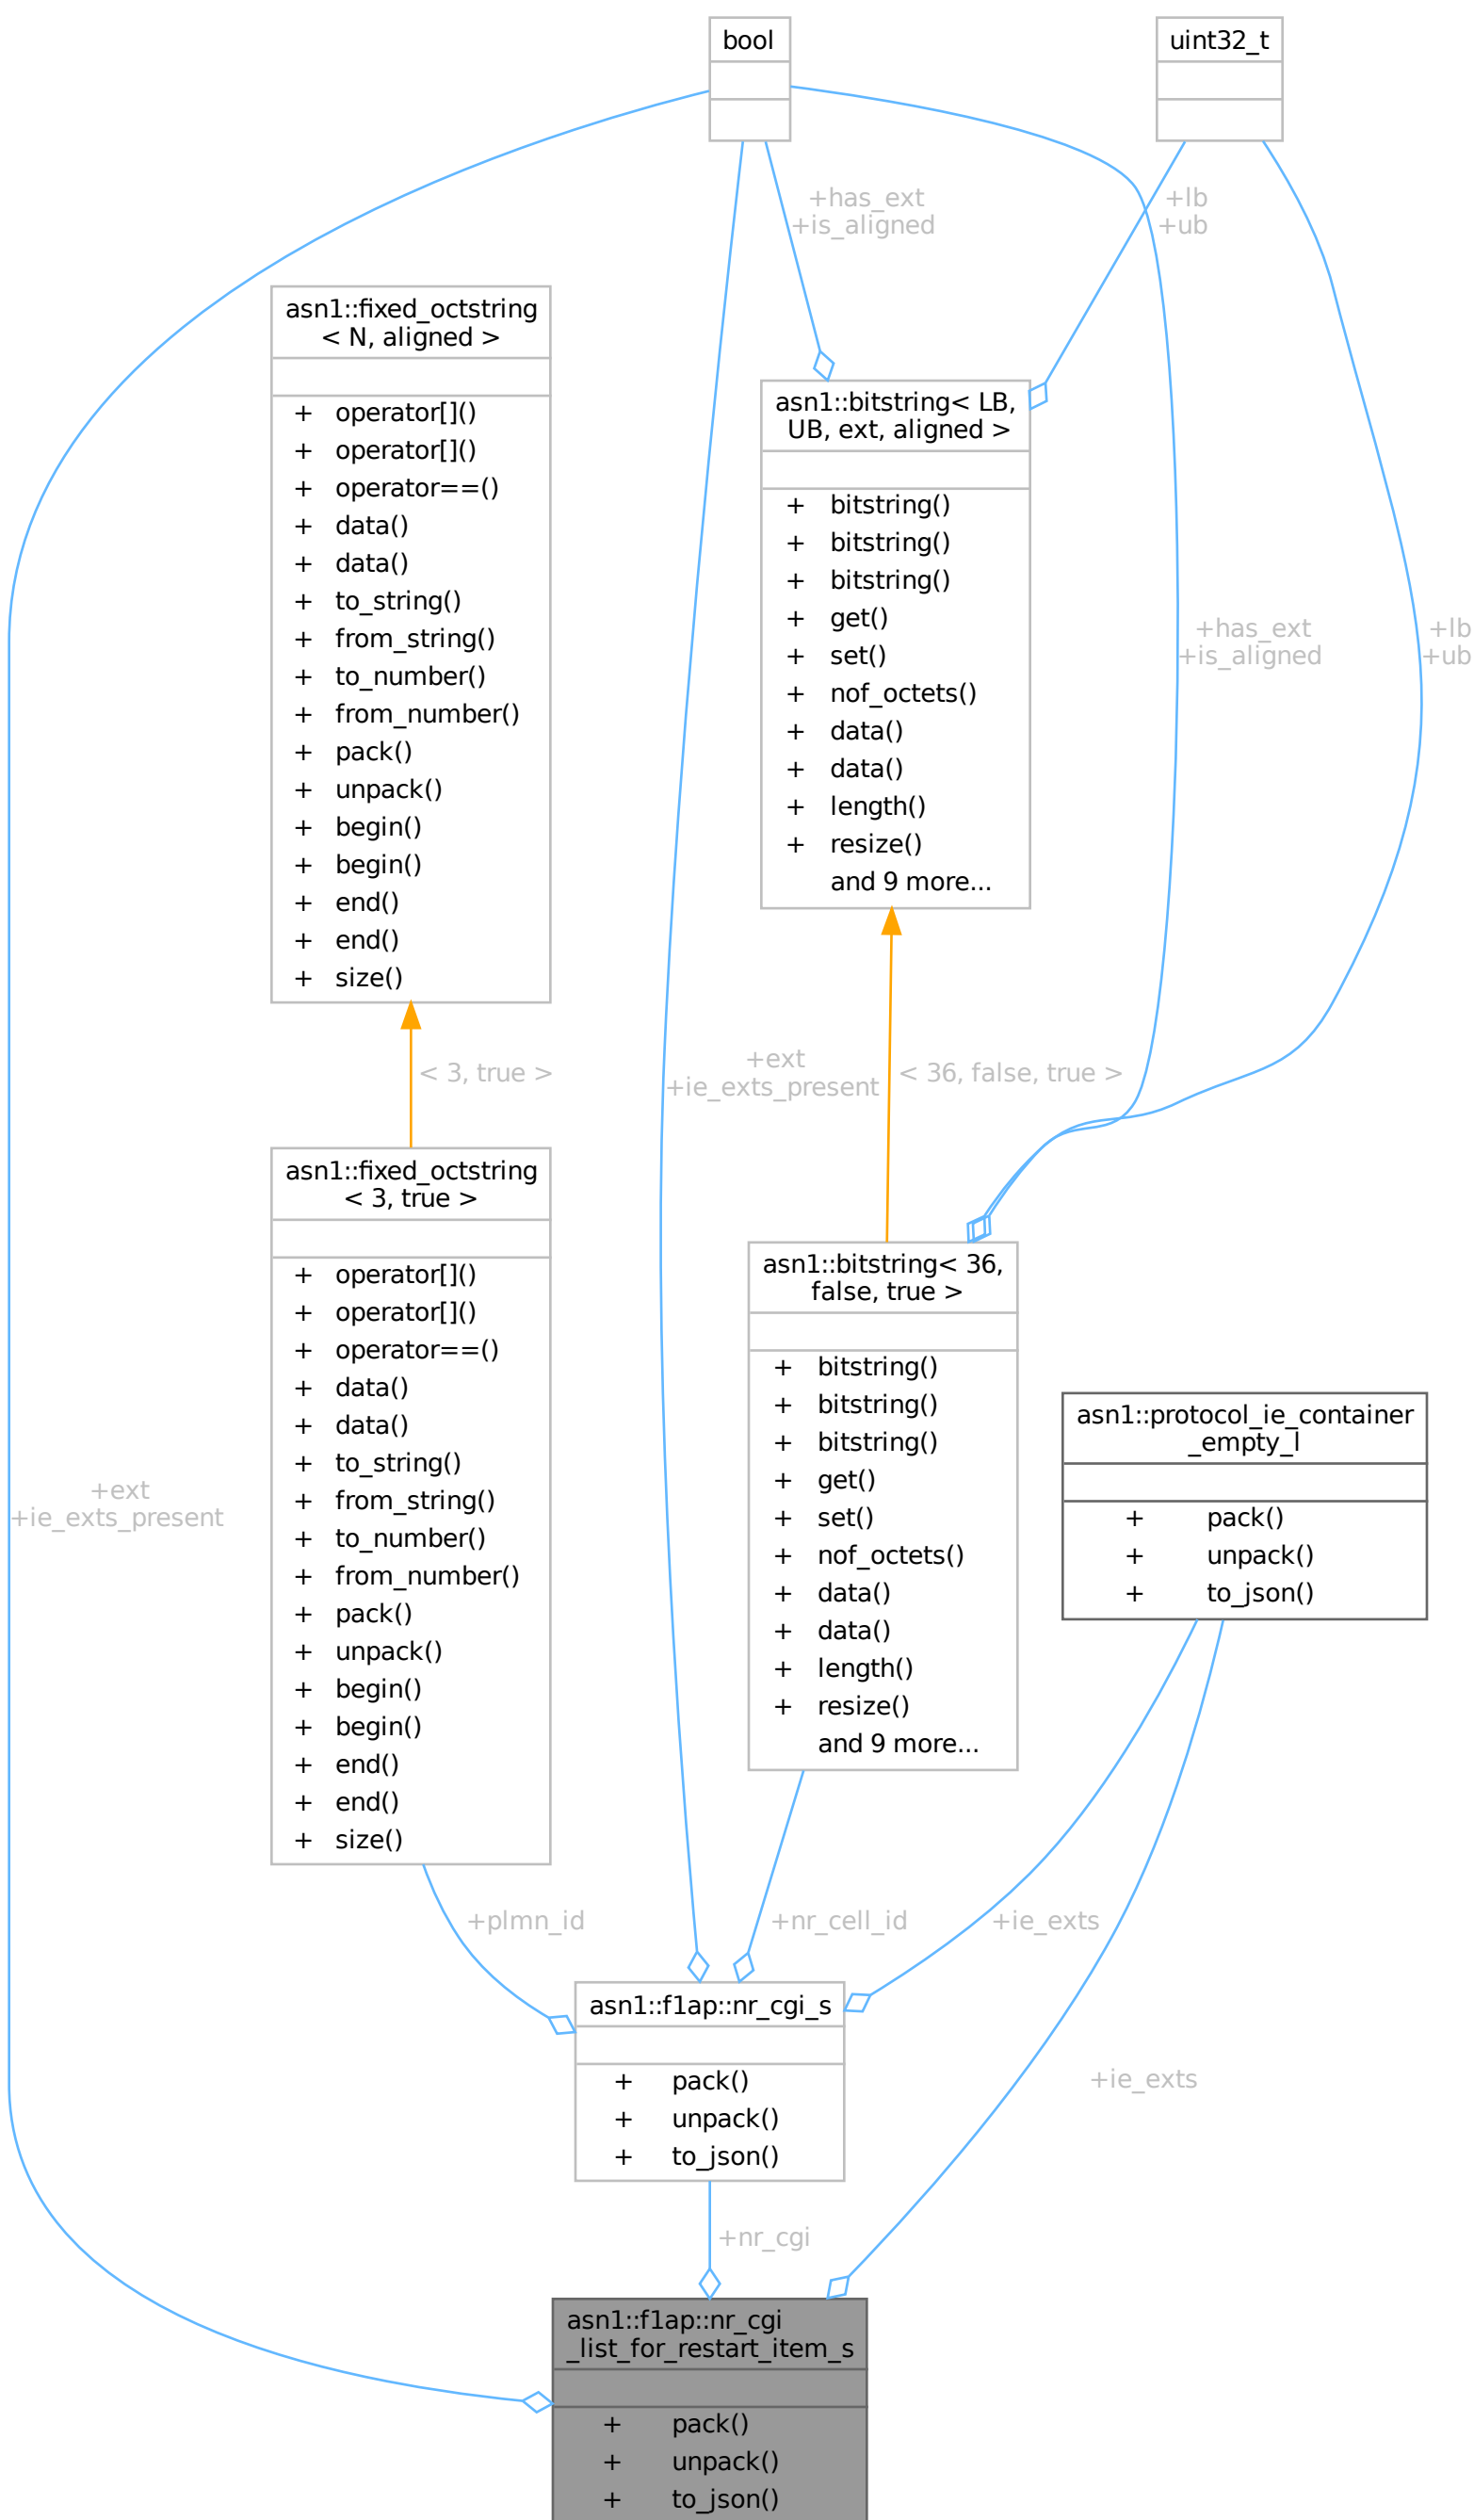 bool
uint32_t
+has_ext
+is_aligned
+lb
+ub
asn1::fixed_octstring
< N, aligned >
+ operator[]()
+ operator[]()
+ operator==()
+ data()
+ data()
+ to_string()
+ from_string()
+ to_number()
+ from_number()
+ pack()
+ unpack()
+ begin()
+ begin()
+ end()
+ end()
+ size()
asn1::bitstring< LB,
UB, ext, aligned >
+ bitstring()
+ bitstring()
+ bitstring()
+ get()
+ set()
+ nof_octets()
+ data()
+ data()
+ length()
+ resize()
and 9 more...
+has_ext
+is_aligned
+lb
+ub
< 3, true >
+ext
+ie_exts_present
< 36, false, true >
asn1::fixed_octstring
< 3, true >
+ operator[]()
+ operator[]()
+ operator==()
+ data()
+ data()
+ to_string()
+ from_string()
+ to_number()
+ from_number()
+ pack()
+ unpack()
+ begin()
+ begin()
+ end()
+ end()
+ size()
asn1::bitstring< 36,
false, true >
+ bitstring()
+ bitstring()
+ bitstring()
+ get()
+ set()
+ nof_octets()
+ data()
+ data()
+ length()
+ resize()
and 9 more...
asn1::protocol_ie_container
_empty_l
+ pack()
+ unpack()
+ to_json()
+ext
+ie_exts_present
+plmn_id
+nr_cell_id
+ie_exts
asn1::f1ap::nr_cgi_s
+ pack()
+ unpack()
+ to_json()
+ie_exts
+nr_cgi
asn1::f1ap::nr_cgi
_list_for_restart_item_s
+ pack()
+ unpack()
+ to_json()